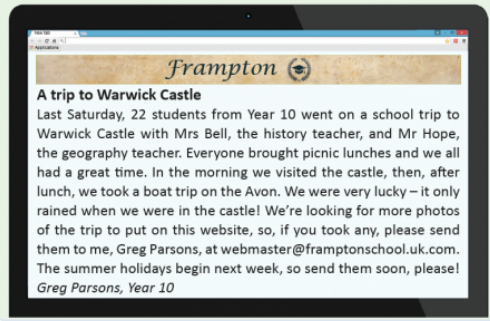 New Tab
Applications
Frampton
A trip to Warwick Castle
Last Saturday, 22 students from Year 10 went on a school trip to
Warwick Castle with Mrs Bell, the history teacher, and Mr Hope,
the geography teacher. Everyone brought picnic lunches and we all
had a great time. In the morning we visited the castle, then, after
lunch, we took a boat trip on the Avon. We were very lucky – it only
rained when we were in the castle! We’re looking for more photos
of the trip to put on this website, so, if you took any, please send
them to me, Greg Parsons, at webmaster@framptonschool.uk.com.
The summer holidays begin next week, so send them soon, please!
Greg Parsons, Year 10